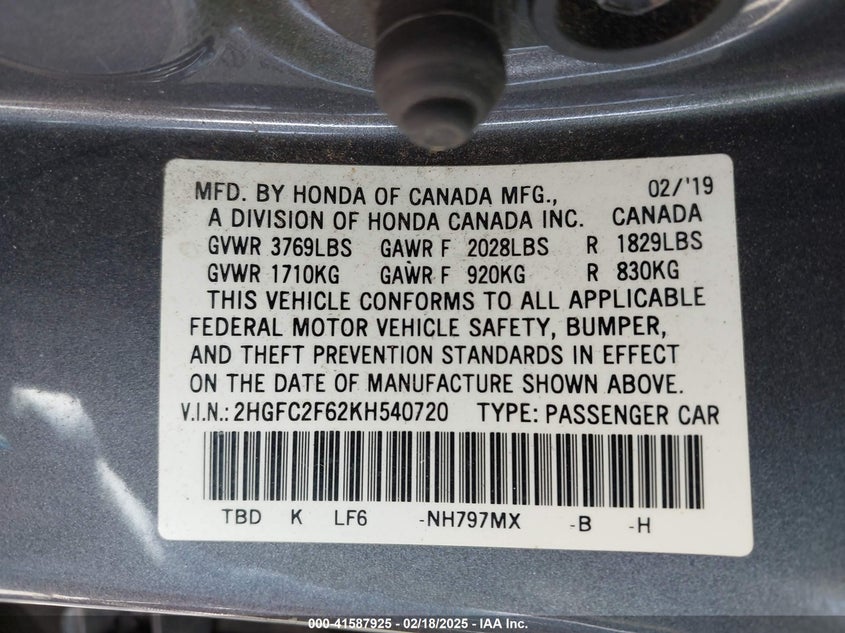 MFD. BY HONDA OF CANADA MFG., 02/'19
A DIVISION OF HONDA CANADA INC. CANADA
GVWR 3769LBS GAWR F 2028LBS R 1829LBS
GVWR 1710KG GAWR F 920KG R 830KG
THIS VEHICLE CONFORMS TO ALL APPLICABLE
FEDERAL MOTOR VEHICLE SAFETY, BUMPER,
AND THEFT PREVENTION STANDARDS IN EFFECT
ON THE DATE OF MANUFACTURE SHOWN ABOVE.
V.I.N.: 2HGFC2F62KH540720 TYPE: PASSENGER CAR
TBD K LF6 -NH797MX -B -H
000-41587925 - 02/18/2025 - IAA Inc.